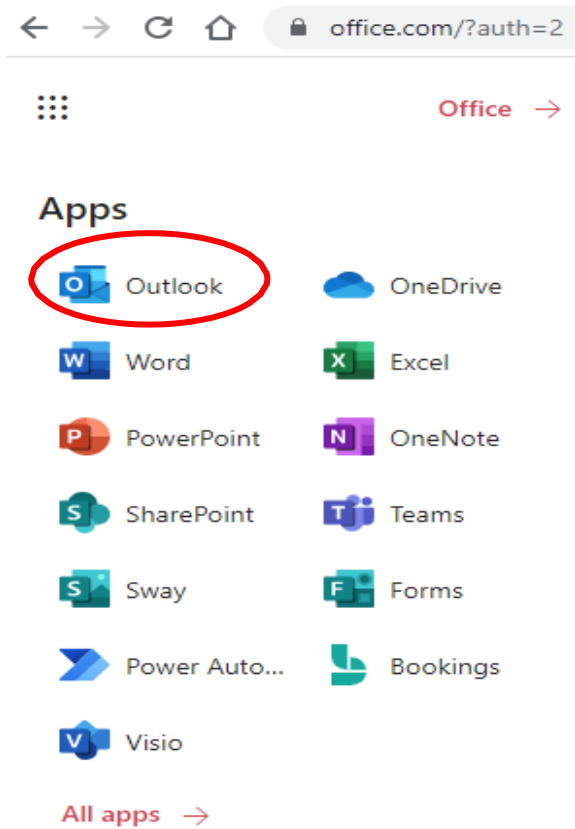 office.com/?auth=2
Office →
Apps
Outlook OneDrive
Word Excel
PowerPoint OneNote
SharePoint Teams
Sway Forms
Power Auto... Bookings
Visio
All apps →